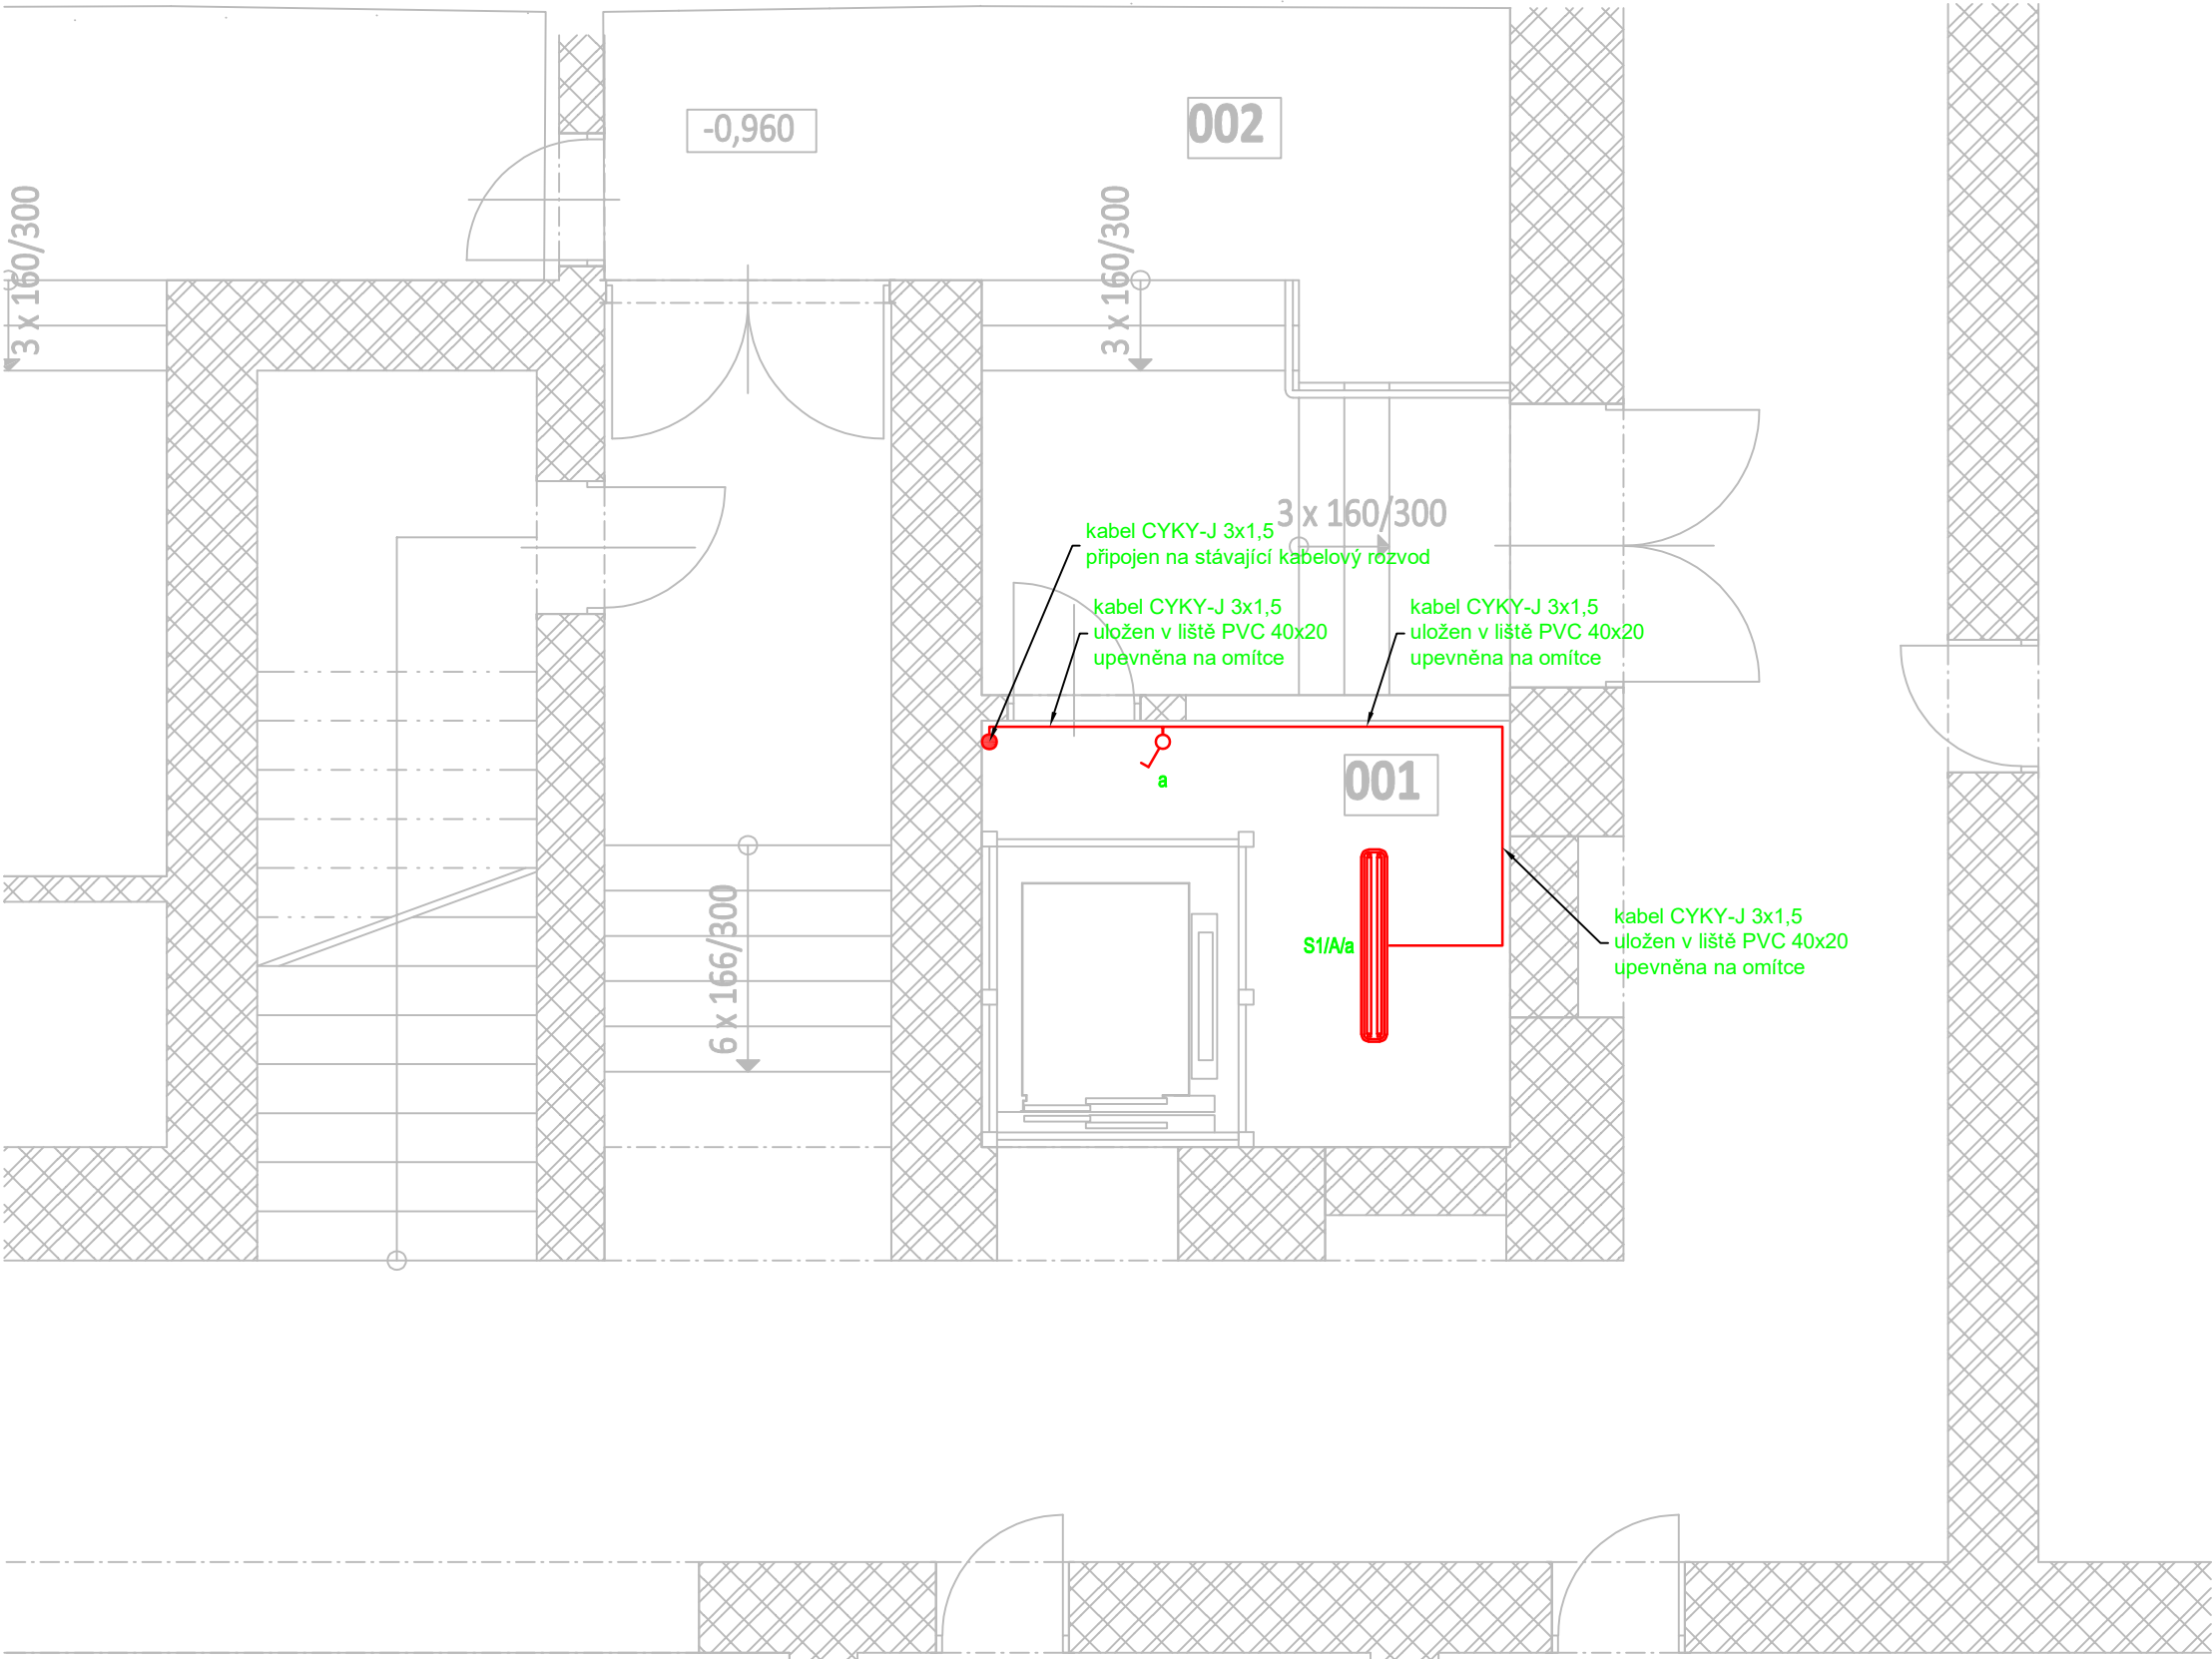 -0,960
002
3 x 160/300
3 x 160/300
3 x 160/300
kabel CYKY-J 3x1,5
připojen na stávající kabelový rozvod
kabel CYKY-J 3x1,5
uložen v liště PVC 40x20
upevněna na omítce
kabel CYKY-J 3x1,5
uložen v liště PVC 40x20
upevněna na omítce
a
001
6 x 166/300
S1/A/a
kabel CYKY-J 3x1,5
uložen v liště PVC 40x20
upevněna na omítce